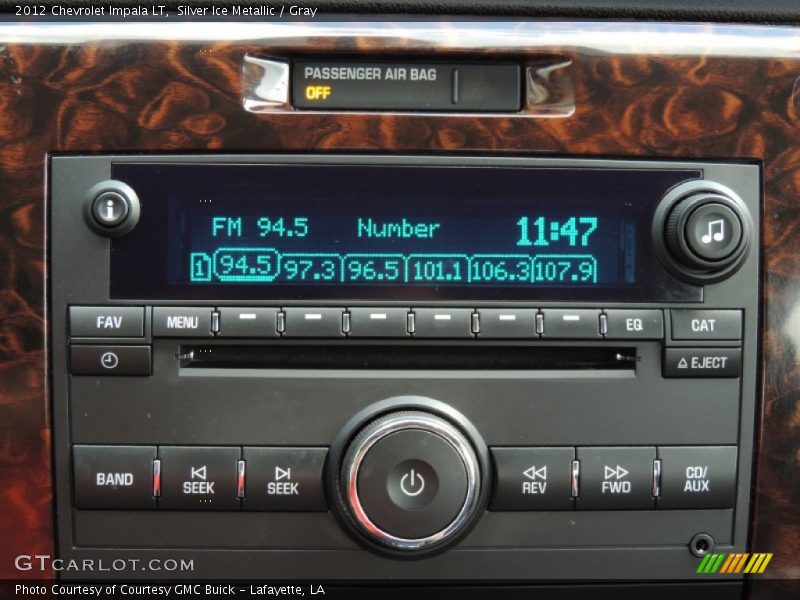 2012 Chevrolet Impala LT,  Silver Ice Metallic / Gray
PASSENGER AIR BAG
OFF
i
FM 94.5 Number 11:47
1 94.5 97.3 96.5 101.1 106.3 107.9
FAV MENU EQ CAT
EJECT
BAND SEEK SEEK REV FWD CD/
AUX
GTCARLOT.COM
Photo Courtesy of Courtesy GMC Buick - Lafayette, LA